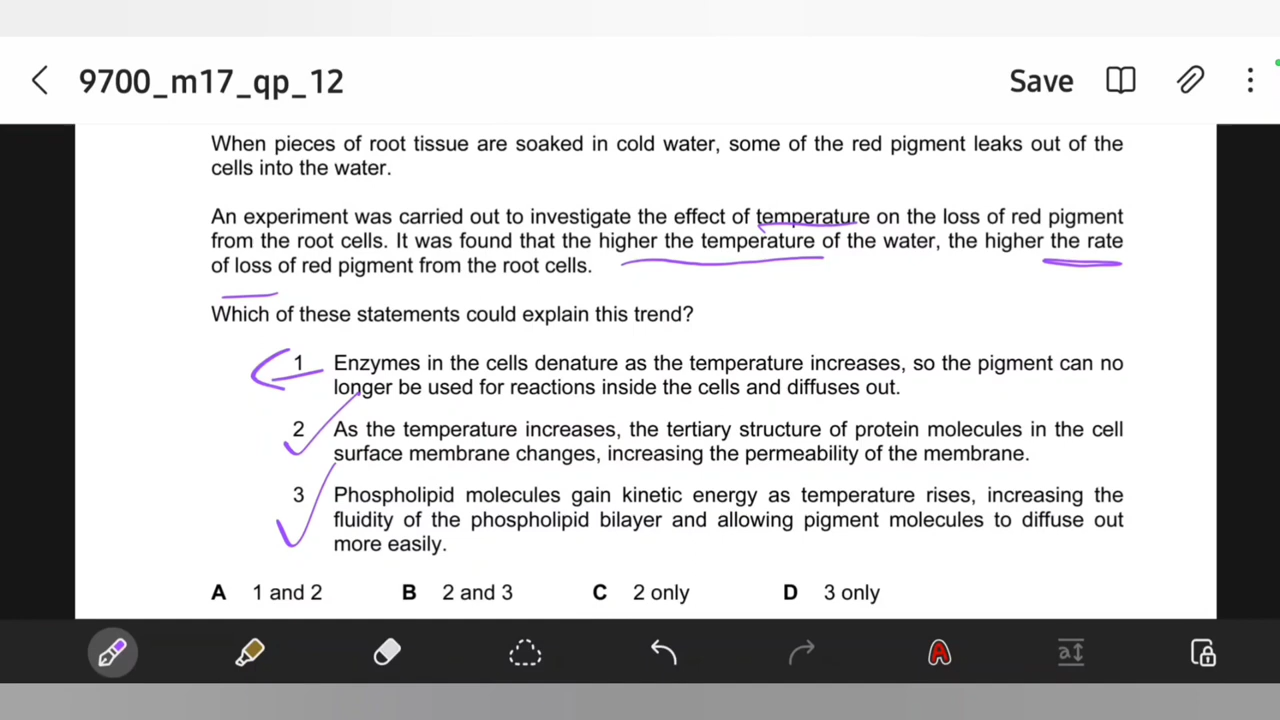 9700_m17_qp_12
Save
When pieces of root tissue are soaked in cold water, some of the red pigment leaks out of the
cells into the water.
An experiment was carried out to investigate the effect of temperature on the loss of red pigment
from the root cells. It was found that the higher the temperature of the water, the higher the rate
of loss of red pigment from the root cells.
Which of these statements could explain this trend?
1 Enzymes in the cells denature as the temperature increases, so the pigment can no
longer be used for reactions inside the cells and diffuses out.
2 As the temperature increases, the tertiary structure of protein molecules in the cell
surface membrane changes, increasing the permeability of the membrane.
3 Phospholipid molecules gain kinetic energy as temperature rises, increasing the
fluidity of the phospholipid bilayer and allowing pigment molecules to diffuse out
more easily.
A 1 and 2 B 2 and 3 C 2 only D 3 only
A a